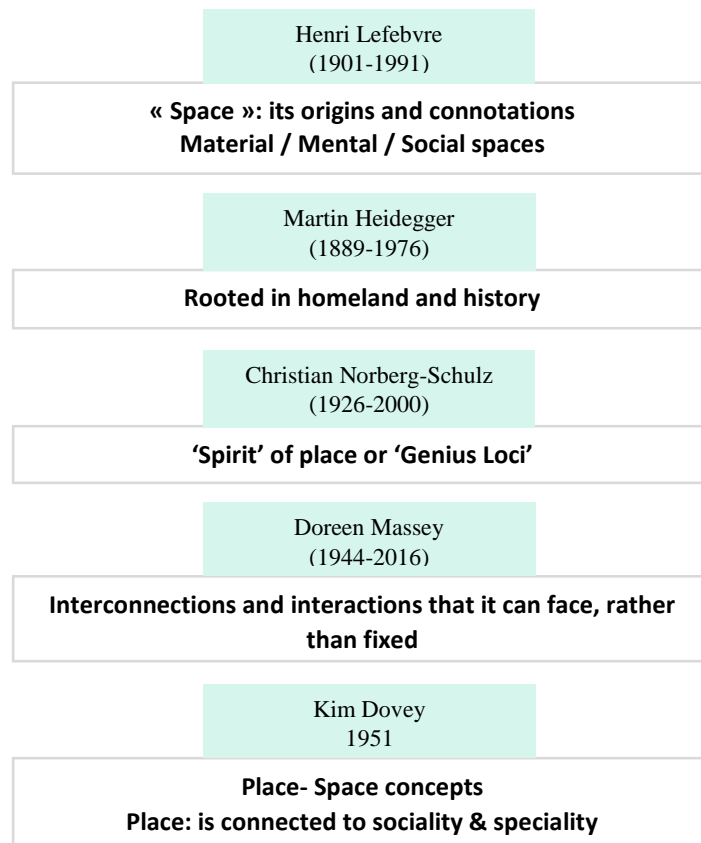 Henri Lefebvre
(1901-1991)
« Space »: its origins and connotations
Material / Mental / Social spaces
Martin Heidegger
(1889-1976)
Rooted in homeland and history
Christian Norberg-Schulz
(1926-2000)
‘Spirit’ of place or ‘Genius Loci’
Doreen Massey
(1944-2016)
Interconnections and interactions that it can face, rather
than fixed
Kim Dovey
1951
Place- Space concepts
Place: is connected to sociality & speciality